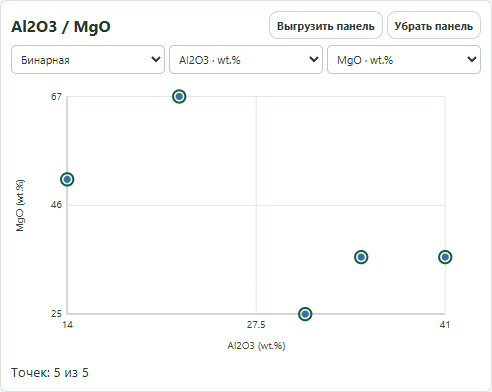 Al2O3 / MgO
Выгрузить панель
Убрать панель
Бинарная
Al2O3 · wt.%
MgO · wt.%
67
46
25
MgO (wt.%)
14
27.5
41
Al2O3 (wt.%)
Точек: 5 из 5